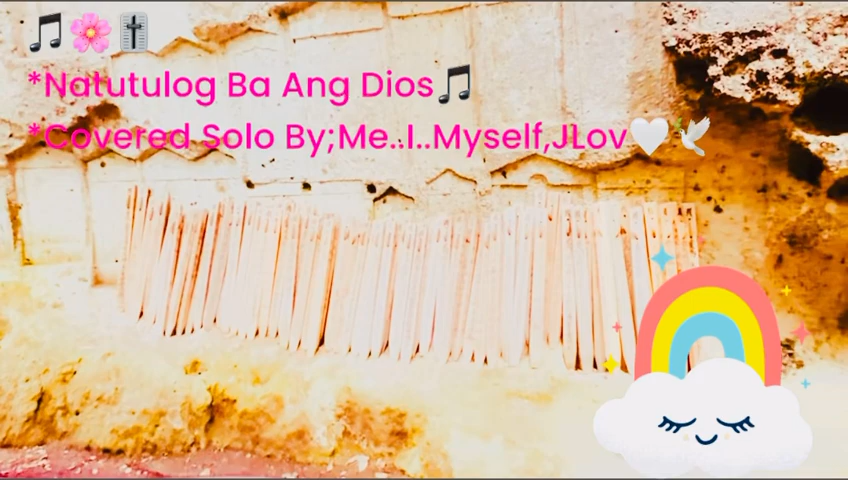 🎵🌸🎚️
*Natutulog Ba Ang Dios🎵
*Covered Solo By;Me..I..Myself,JLov🤍🕊️